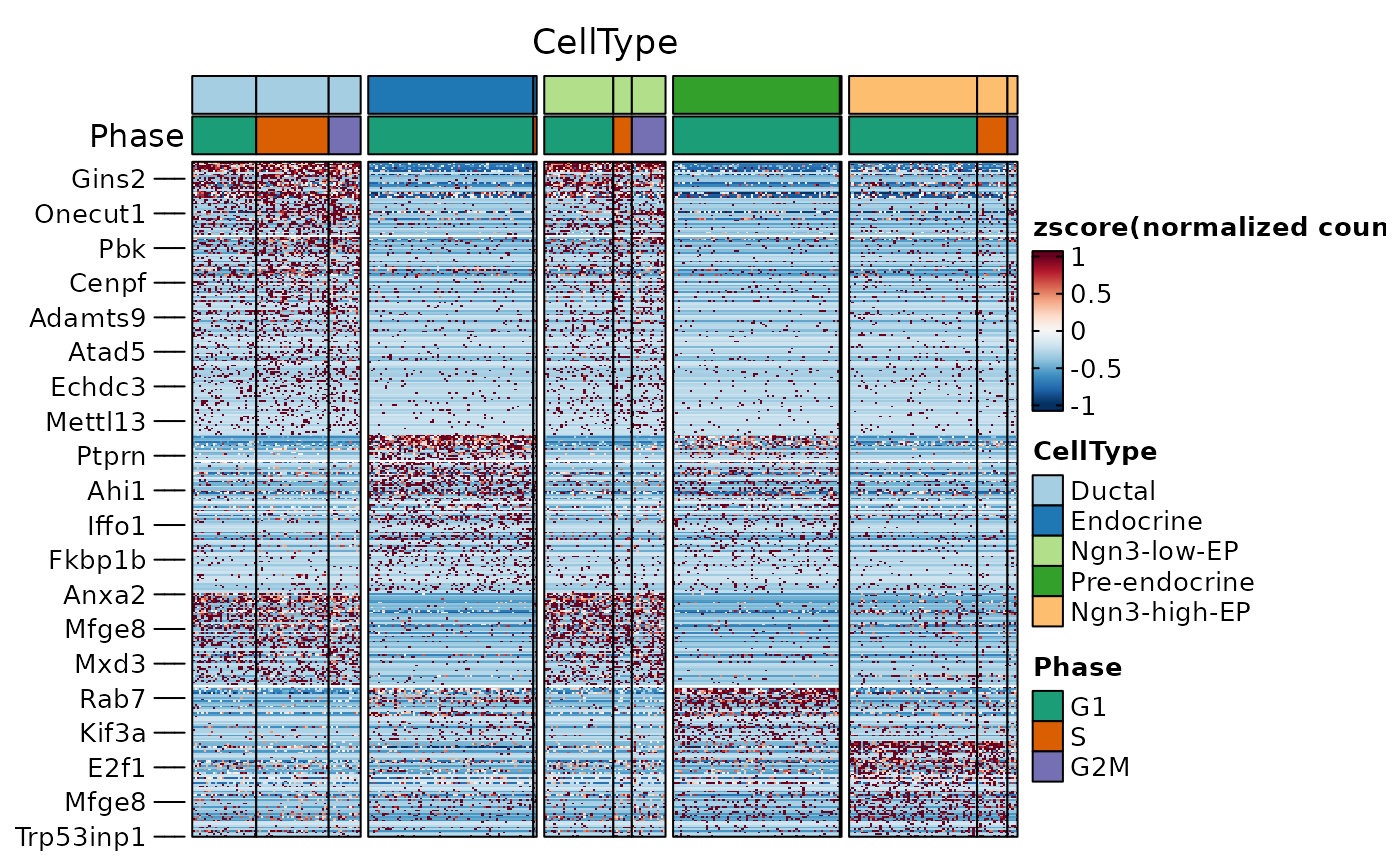 CellType
Phase
Gins2
Onecut1
Pbk
Cenpf
Adamts9
Atad5
Echdc3
Mettl13
Ptprn
Ahi1
Iffo1
Fkbp1b
Anxa2
Mfge8
Mxd3
Rab7
Kif3a
E2f1
Mfge8
Trp53inp1
zscore(normalized coun
1
0.5
0
-0.5
-1
CellType
Ductal
Endocrine
Ngn3-low-EP
Pre-endocrine
Ngn3-high-EP
Phase
G1
S
G2M